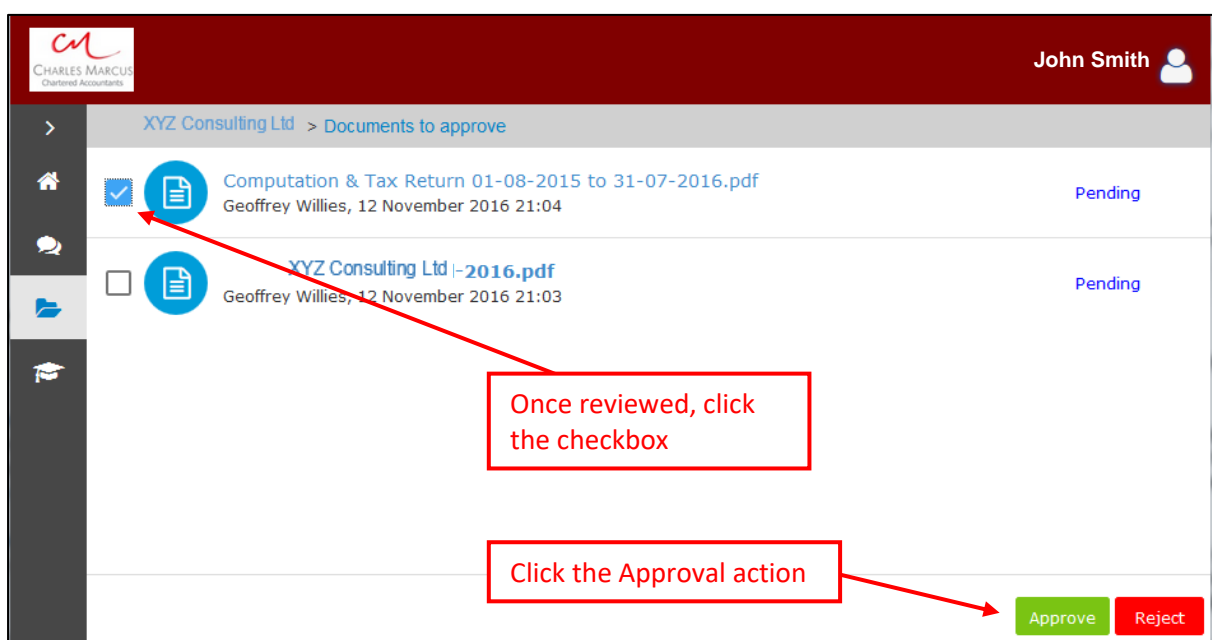 CM
CHARLES MARCUS
Chartered Accountants
John Smith
XYZ Consulting Ltd > Documents to approve
Computation & Tax Return 01-08-2015 to 31-07-2016.pdf
Geoffrey Willies, 12 November 2016 21:04
Pending
XYZ Consulting Ltd -2016.pdf
Geoffrey Willies, 12 November 2016 21:03
Pending
Once reviewed, click
the checkbox
Click the Approval action
Approve Reject